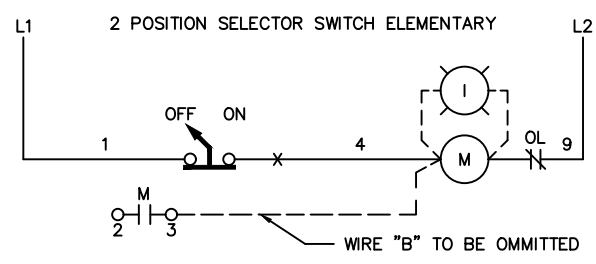 L1 2 POSITION SELECTOR SWITCH ELEMENTARY L2
I
OFF ON
1 4 OL 9
M
M
2 3
WIRE "B" TO BE OMMITTED